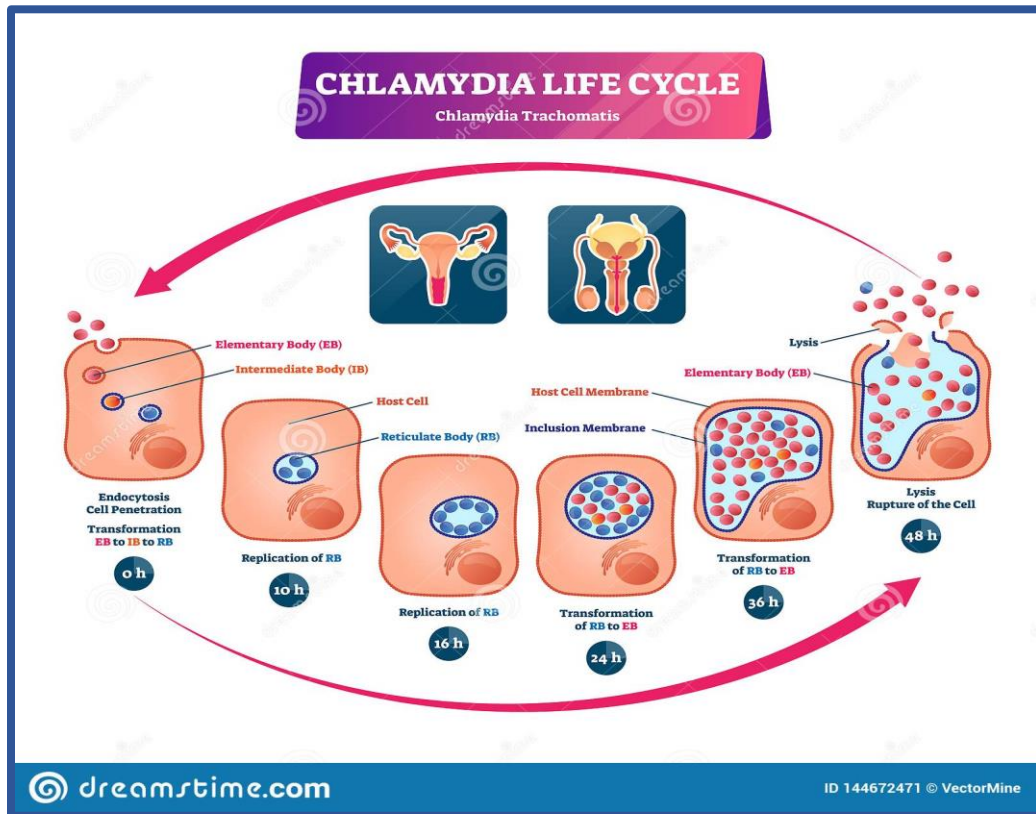 CHLAMYDIA LIFE CYCLE
Chlamydia Trachomatis
Elementary Body (EB)
Intermediate Body (IB)
Host Cell
Reticulate Body (RB)
Endocytosis
Cell Penetration
Transformation
EB to IB to RB
0 h
Replication of RB
10 h
Replication of RB
16 h
Transformation
of RB to EB
24 h
Host Cell Membrane
Inclusion Membrane
Transformation
of RB to EB
36 h
Lysis
Elementary Body (EB)
Lysis
Rupture of the Cell
48 h
dreamstime.com
ID 144672471 © VectorMine